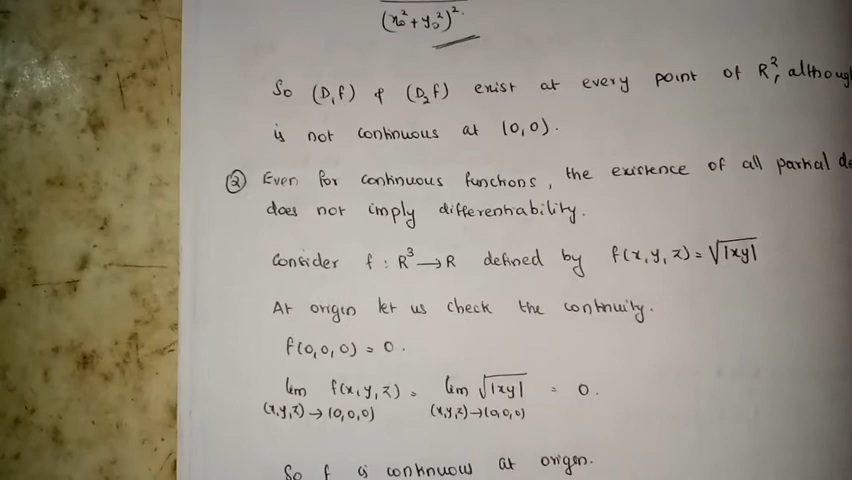 (x₀² + y₀²)².
So (D₁f) & (D₂f) exist at every point of R², although
is not continuous at (0,0).
② Even for continuous functions, the existence of all partial de
does not imply differentiability.
Consider f : R³ → R defined by f(x, y, z) = √|xy|
At origin let us check the continuity.
f(0,0,0) = 0.
lim f(x, y, z) = lim √|xy| = 0.
(x,y,z) → (0,0,0) (x,y,z) → (0,0,0)
So f is continuous at origin.